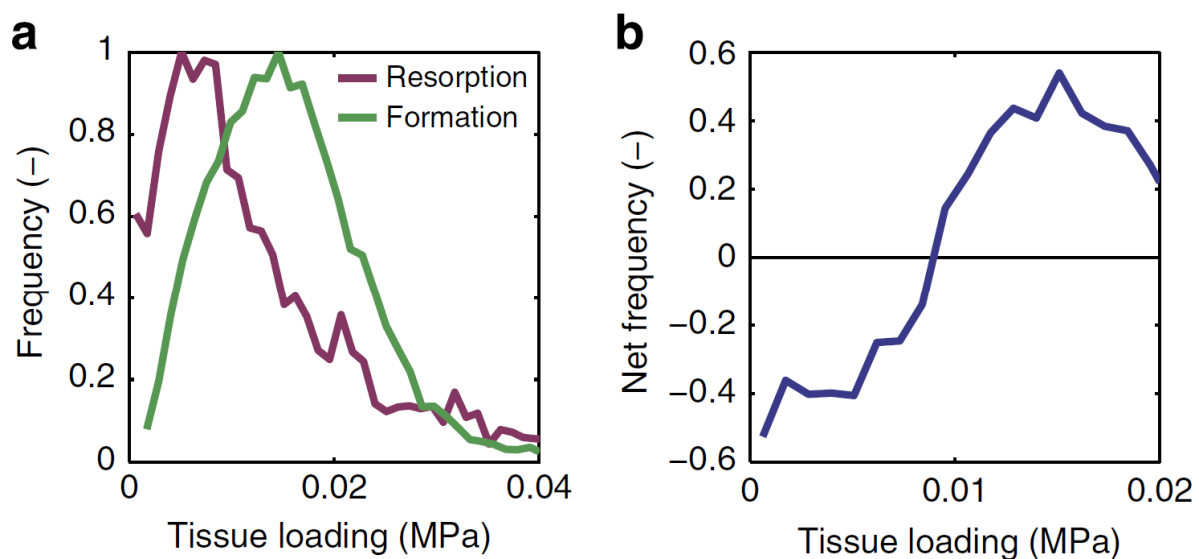 a
1
0.8
0.6
0.4
0.2
0
0
0.02
0.04
Frequency (–)
Tissue loading (MPa)
Resorption
Formation
b
0.6
0.4
0.2
0
−0.2
−0.4
−0.6
0
0.01
0.02
Net frequency (–)
Tissue loading (MPa)